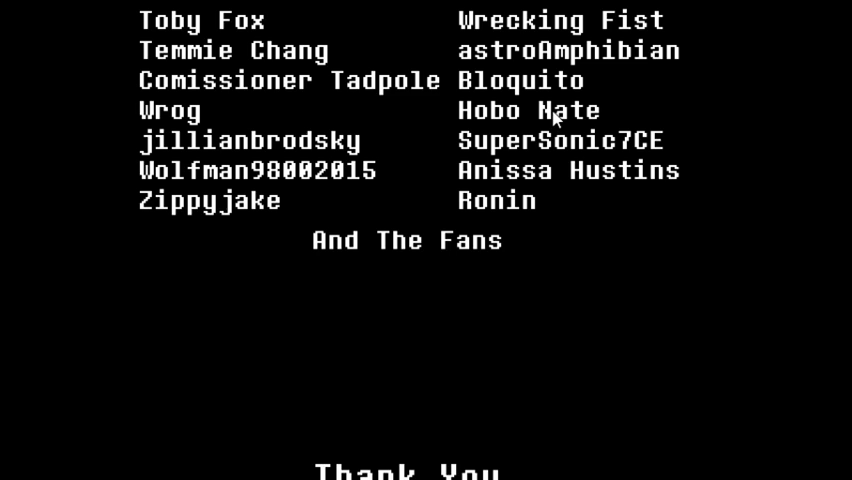 Toby Fox Wrecking Fist
Temmie Chang astroAmphibian
Comissioner Tadpole Bloquito
Wrog Hobo Nate
jillianbrodsky SuperSonic7CE
Wolfman98002015 Anissa Hustins
Zippyjake Ronin
And The Fans
Thank You